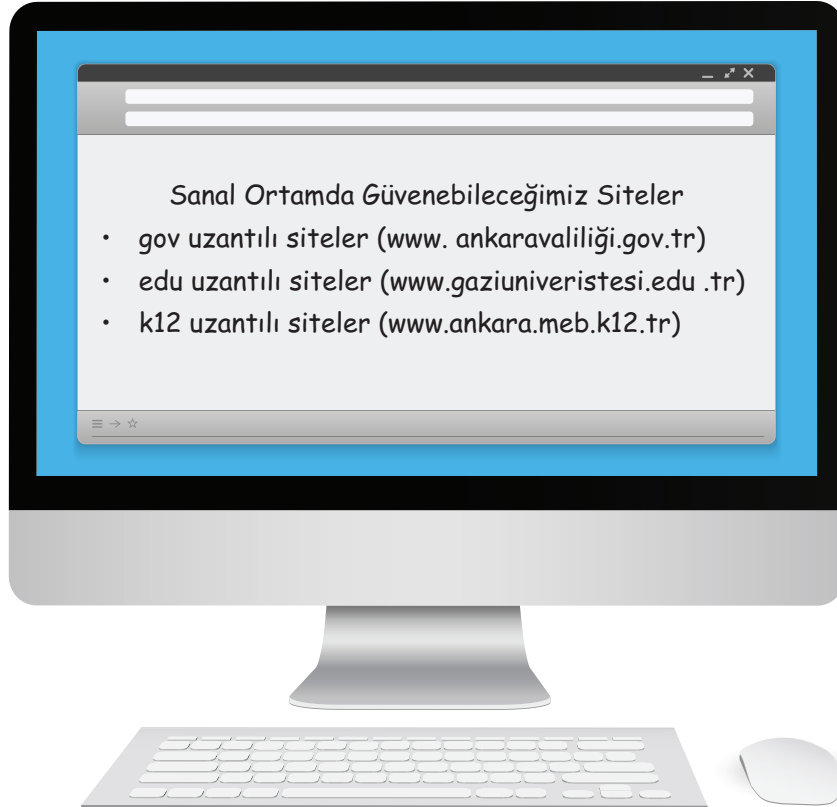 Sanal Ortamda Güvenebileceğimiz Siteler
• gov uzantılı siteler (www. ankaravaliliği.gov.tr)
• edu uzantılı siteler (www.gaziuniveristesi.edu .tr)
• k12 uzantılı siteler (www.ankara.meb.k12.tr)